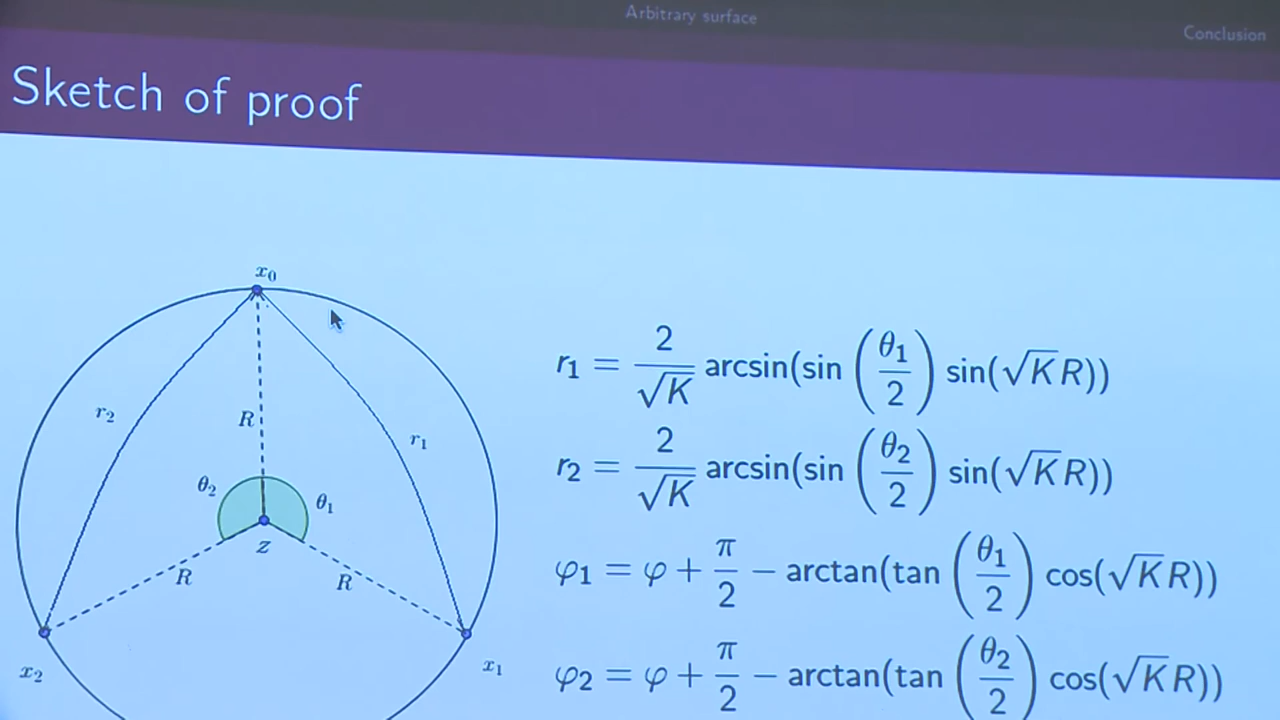 Arbitrary surface
Conclusion
Sketch of proof
x₀
r₂
R
r₁
θ₂
θ₁
z
R
R
x₂
x₁
r₁ = 2/√K arcsin(sin (θ₁/2) sin(√K R))
r₂ = 2/√K arcsin(sin (θ₂/2) sin(√K R))
φ₁ = φ + π/2 − arctan(tan (θ₁/2) cos(√K R))
φ₂ = φ + π/2 − arctan(tan (θ₂/2) cos(√K R))